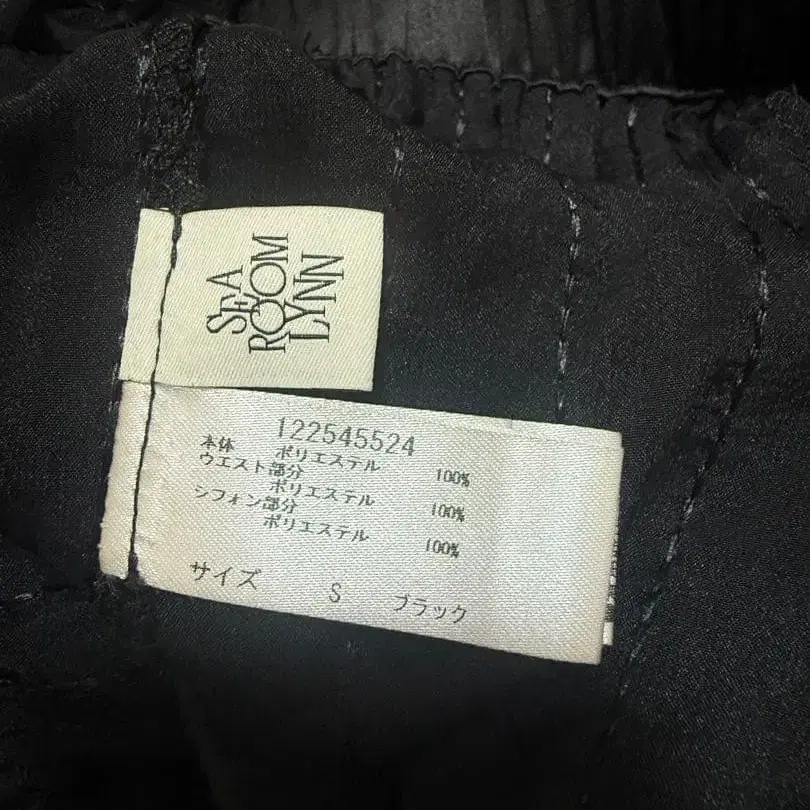 SEA
ROOM
LYNN
122545524
本体 ポリエステル 100%
ウエスト部分
ポリエステル 100%
シフォン部分
ポリエステル 100%
サイズ S ブラック